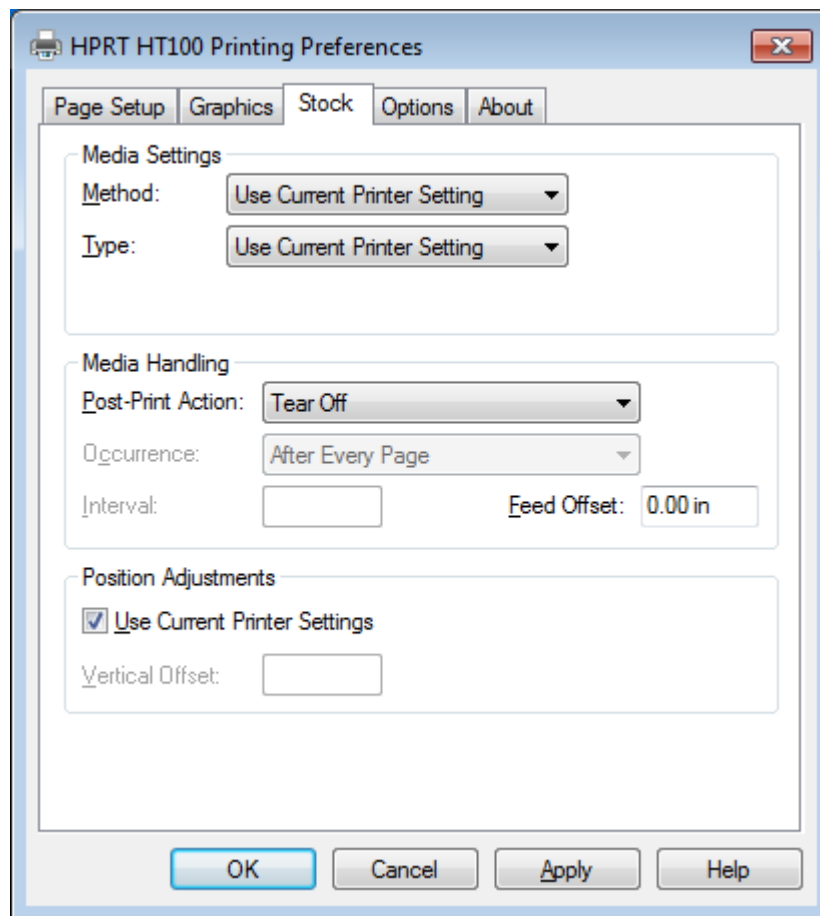 HPRT HT100 Printing Preferences
Page Setup Graphics Stock Options About
Media Settings
Method: Use Current Printer Setting
Type: Use Current Printer Setting
Media Handling
Post-Print Action: Tear Off
Occurrence: After Every Page
Interval: Feed Offset: 0.00 in
Position Adjustments
Use Current Printer Settings
Vertical Offset:
OK Cancel Apply Help